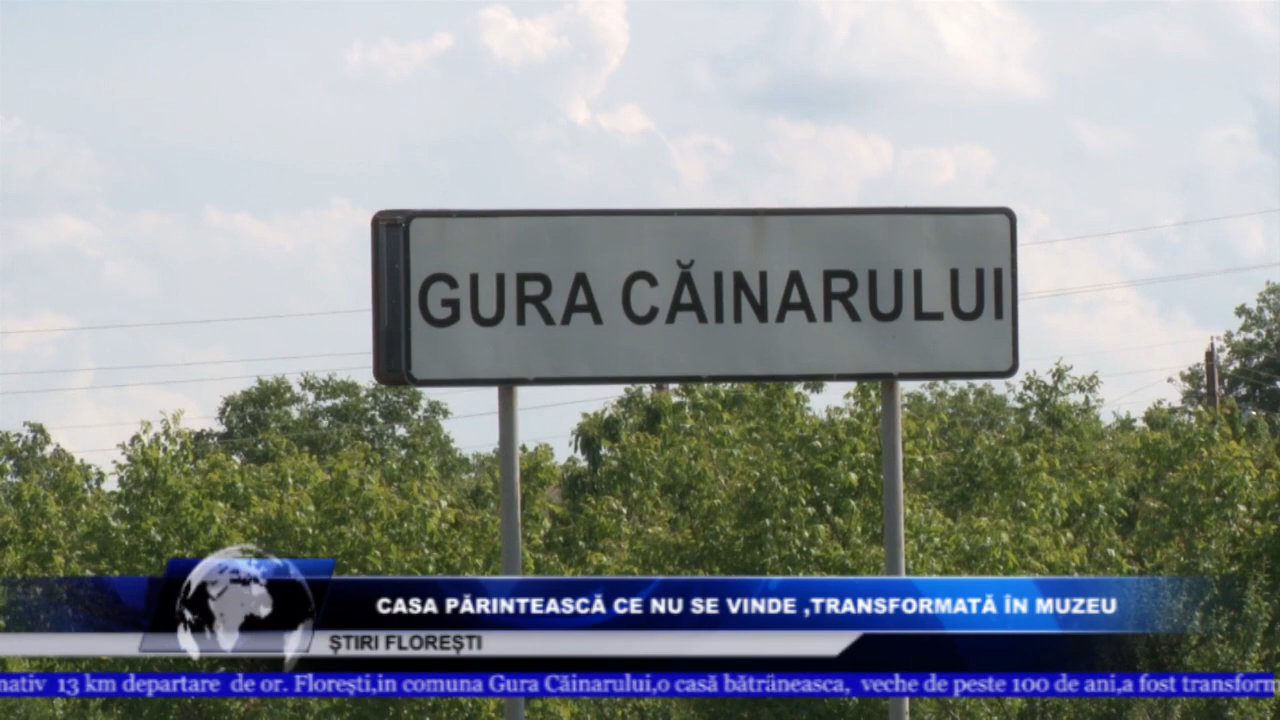 GURA CĂINARULUI
CASA PĂRINTEASCĂ CE NU SE VINDE ,TRANSFORMATĂ ÎN MUZEU
ȘTIRI FLOREȘTI
13 km departare de or. Florești,in comuna Gura Căinarului,o casă bătrăneasca, veche de peste 100 de ani,a fost